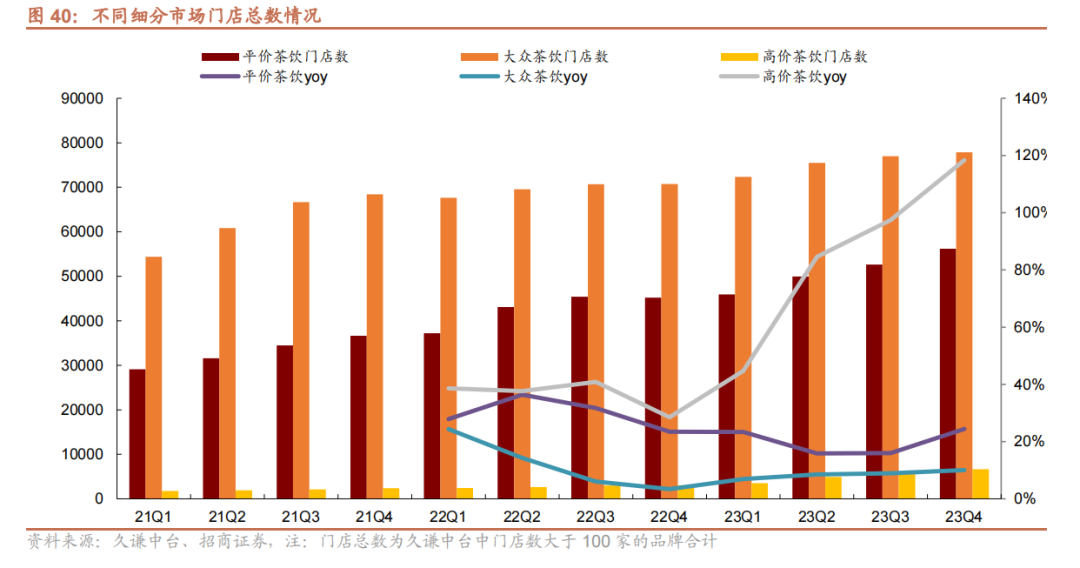 图 40：不同细分市场门店总数情况
平价茶饮门店数 大众茶饮门店数 高价茶饮门店数
平价茶饮yoy 大众茶饮yoy 高价茶饮yoy
90000 140%
80000 120%
70000 100%
60000 80%
50000 60%
40000 40%
30000 20%
20000 0%
10000
0
21Q1 21Q2 21Q3 21Q4 22Q1 22Q2 22Q3 22Q4 23Q1 23Q2 23Q3 23Q4
资料来源：久谦中台、招商证券，注：门店总数为久谦中台中门店数大于 100 家的品牌合计